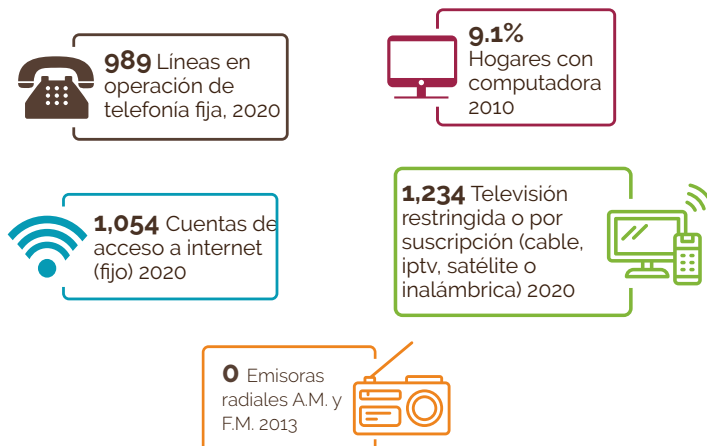 989 Líneas en
operación de
telefonía fija, 2020
9.1%
Hogares con
computadora
2010
1,054 Cuentas de
acceso a internet
(fijo) 2020
1,234 Televisión
restringida o por
suscripción (cable,
iptv, satélite o
inalámbrica) 2020
0 Emisoras
radiales A.M. y
F.M. 2013